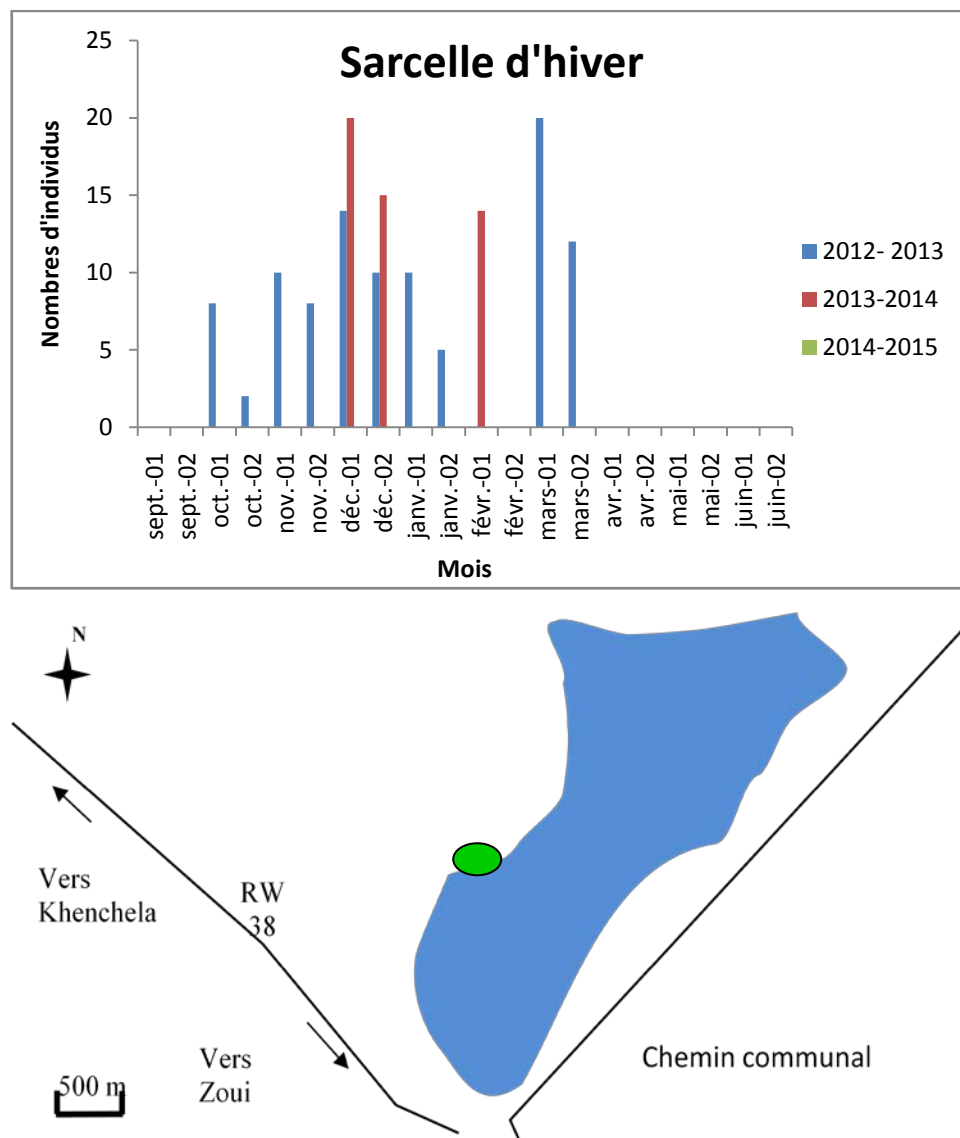 Sarcelle d'hiver
Nombres d'individus
25
20
15
10
5
0
sept.-01
sept.-02
oct.-01
oct.-02
nov.-01
nov.-02
déc.-01
déc.-02
janv.-01
janv.-02
févr.-01
févr.-02
mars-01
mars-02
avr.-01
avr.-02
mai-01
mai-02
juin-01
juin-02
Mois
2012- 2013
2013-2014
2014-2015
N
Vers
Khenchela
RW
38
Vers
Zoui
500 m
Chemin communal